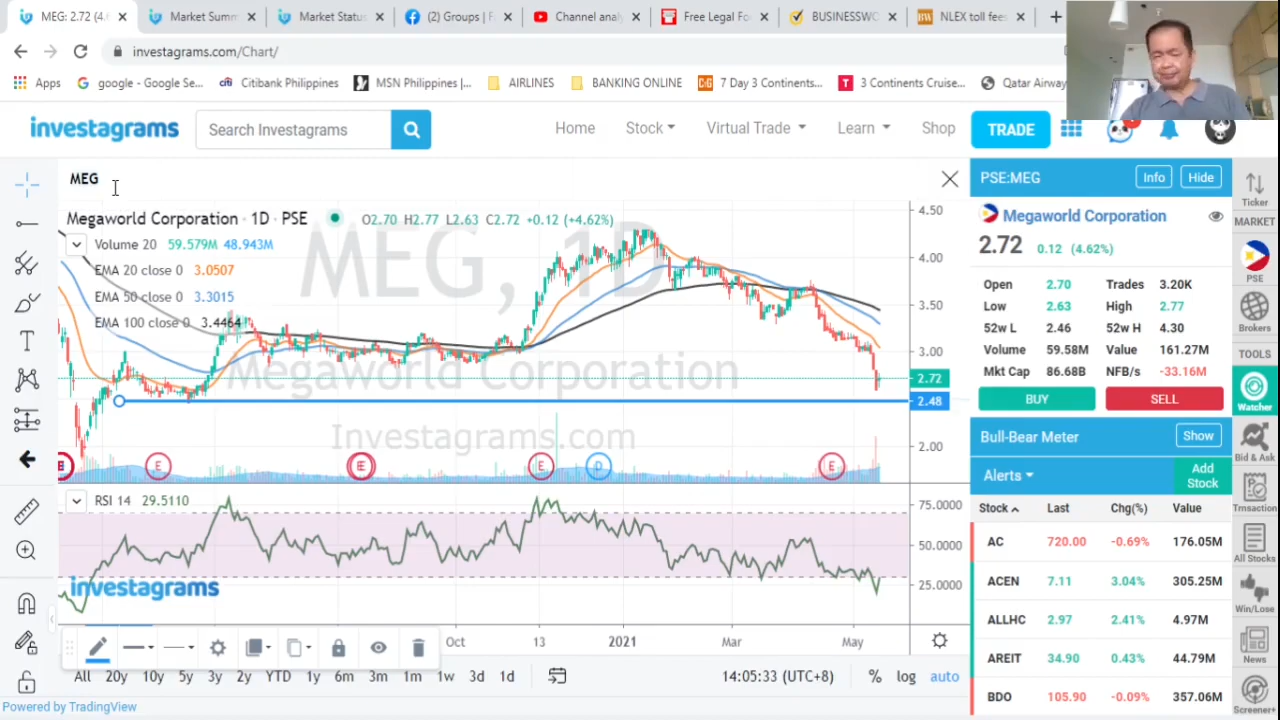 MEG: 2.72 (4.
Market Summ
Market Status
(2) Groups | F
Channel analy
Free Legal Fo
BUSINESSWO
NLEX toll fees
investagrams.com/Chart/
Apps
google - Google Se...
Citibank Philippines
MSN Philippines |...
AIRLINES
BANKING ONLINE
7 Day 3 Continents...
3 Continents Cruise...
Qatar Airway
investagrams
Search Investagrams
Home
Stock
Virtual Trade
Learn
Shop
TRADE
MEG
Megaworld Corporation · 1D · PSE
O2.70 H2.77 L2.63 C2.72 +0.12 (+4.62%)
Volume 20 59.579M 48.943M
EMA 20 close 0 3.0507
EMA 50 close 0 3.3015
EMA 100 close 0 3.4464
MEG, 1D
Megaworld Corporation
Investagrams.com
4.50
4.00
3.50
3.00
2.72
2.48
2.00
E
E
E
E
D
E
RSI 14 29.5110
75.0000
50.0000
25.0000
investagrams
Oct
13
2021
Mar
May
All
20y
10y
5y
3y
2y
YTD
1y
6m
3m
1m
1w
3d
1d
14:05:33 (UTC+8)
%
log
auto
Powered by TradingView
PSE:MEG
Info
Hide
Megaworld Corporation
2.72 0.12 (4.62%)
Open 2.70 Trades 3.20K
Low 2.63 High 2.77
52w L 2.46 52w H 4.30
Volume 59.58M Value 161.27M
Mkt Cap 86.68B NFB/s -33.16M
BUY
SELL
Bull-Bear Meter
Show
Alerts
Add
Stock
Stock Last Chg(%) Value
AC 720.00 -0.69% 176.05M
ACEN 7.11 3.04% 305.25M
ALLHC 2.97 2.41% 4.97M
AREIT 34.90 0.43% 44.79M
BDO 105.90 -0.09% 357.06M
Ticker
MARKET
PSE
Brokers
TOOLS
Watcher
Bid & Ask
Trnsaction
All Stocks
Win/Lose
News
Screener+